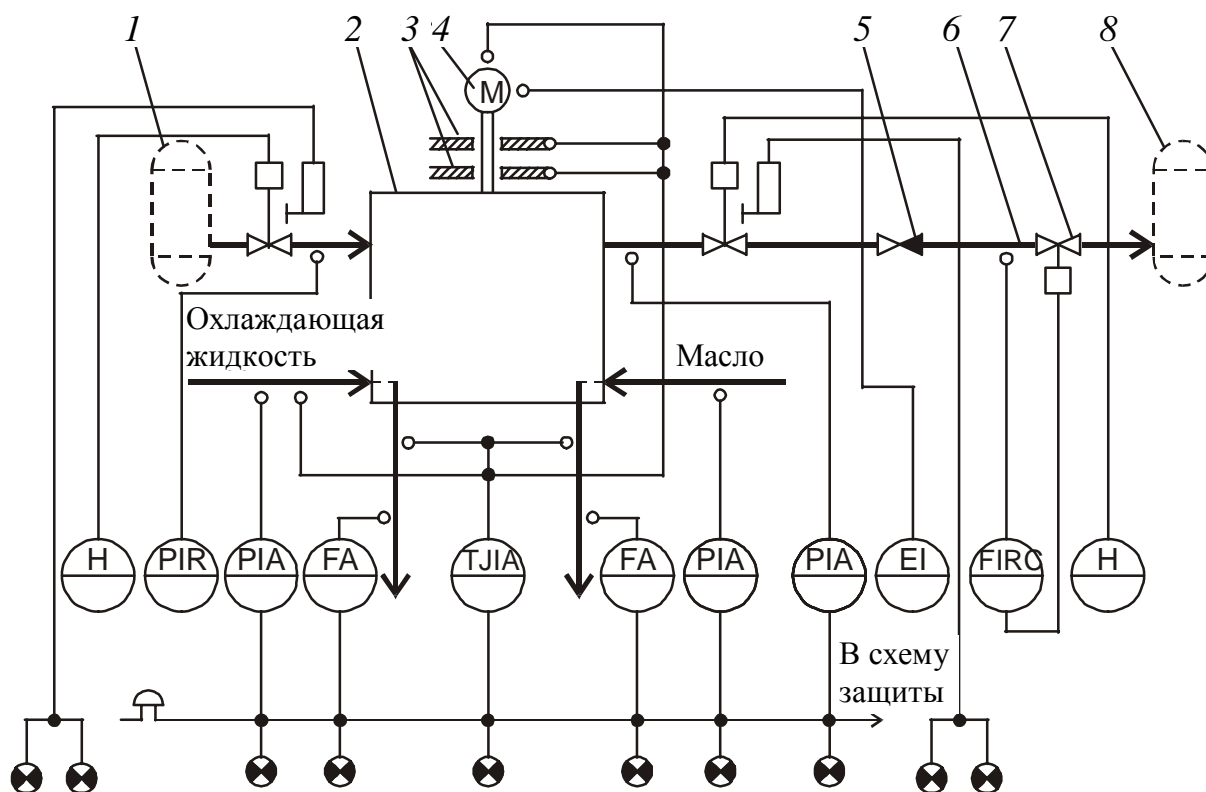 1 2 3 4 5 6 7 8
M
Охлаждающая
жидкость
Масло
H PIR PIA FA TJIA FA PIA PIA EI FIRC H
В схему
защиты